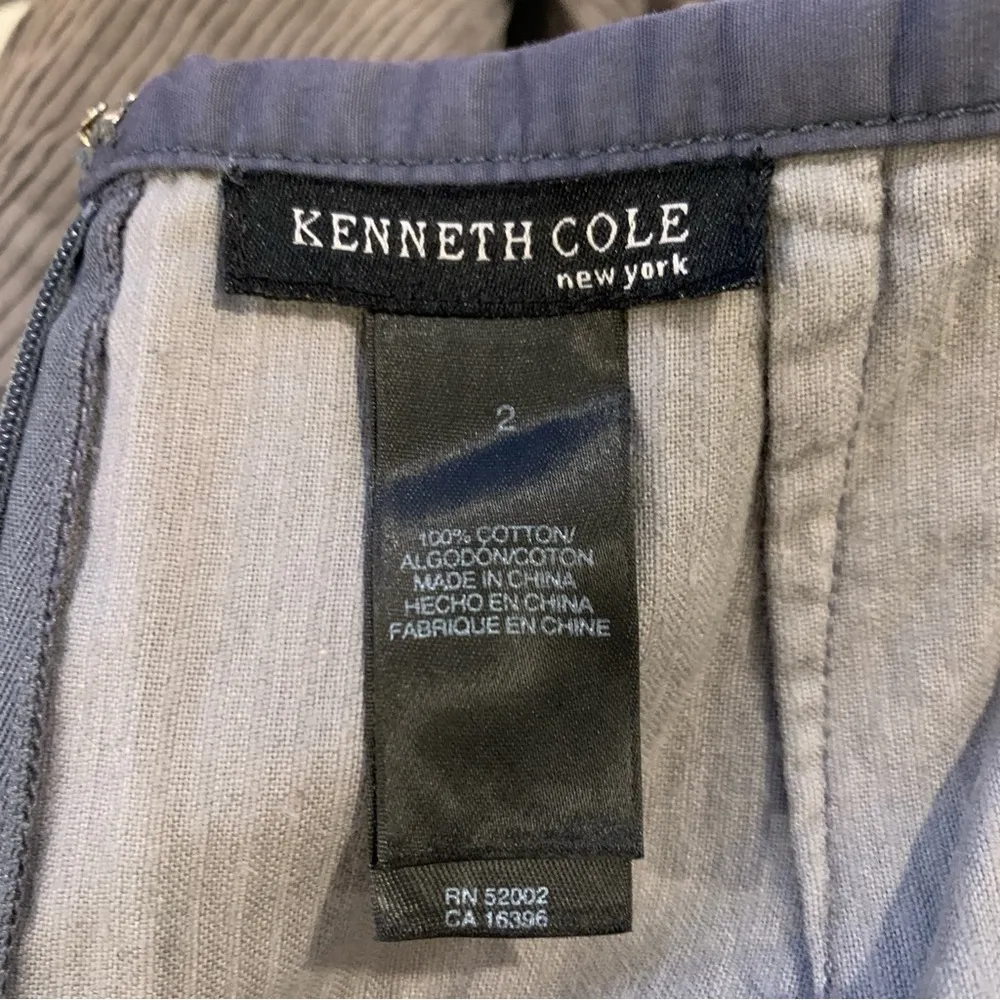 KENNETH COLE
new york
2
100% COTTON/
ALGODÓN/COTON
MADE IN CHINA
HECHO EN CHINA
FABRIQUE EN CHINE
RN 52002
CA 16396